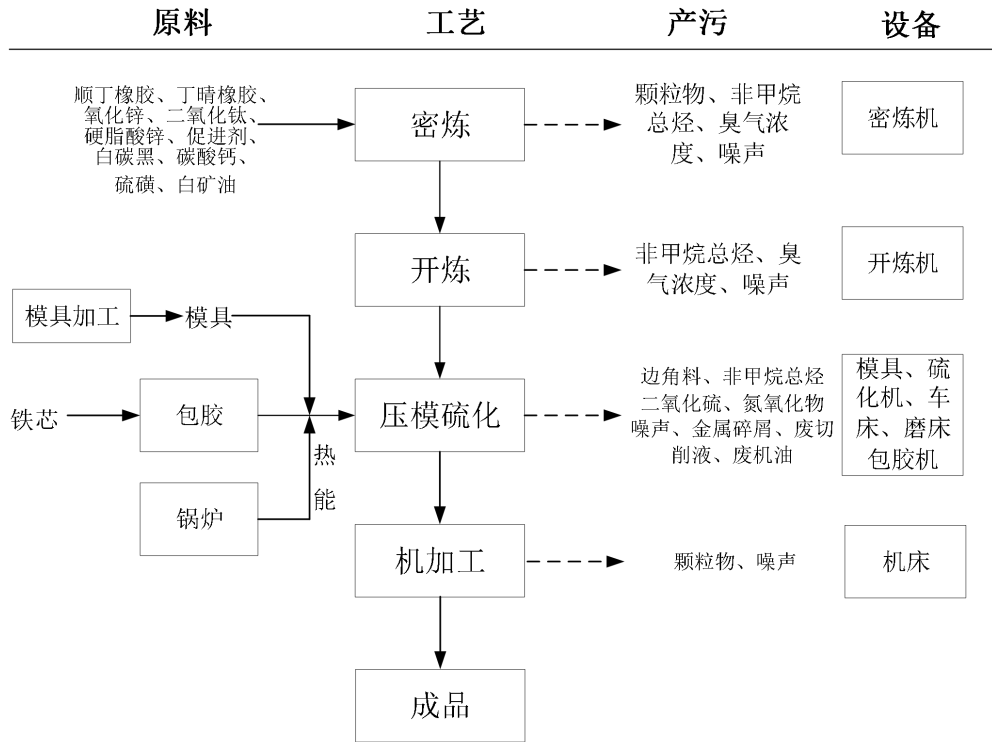 原料 工艺 产污 设备
顺丁橡胶、丁晴橡胶、
氧化锌、二氧化钛、
硬脂酸锌、促进剂、
白碳黑、碳酸钙、
硫磺、白矿油
密炼
颗粒物、非甲烷
总烃、臭气浓
度、噪声
密炼机
开炼
非甲烷总烃、臭
气浓度、噪声
开炼机
模具加工
模具
铁芯
包胶
压模硫化
边角料、非甲烷总烃
二氧化硫、氮氧化物
噪声、金属碎屑、废切
削液、废机油
模具、硫
化机、车
床、磨床
包胶机
热
能
锅炉
机加工
颗粒物、噪声
机床
成品